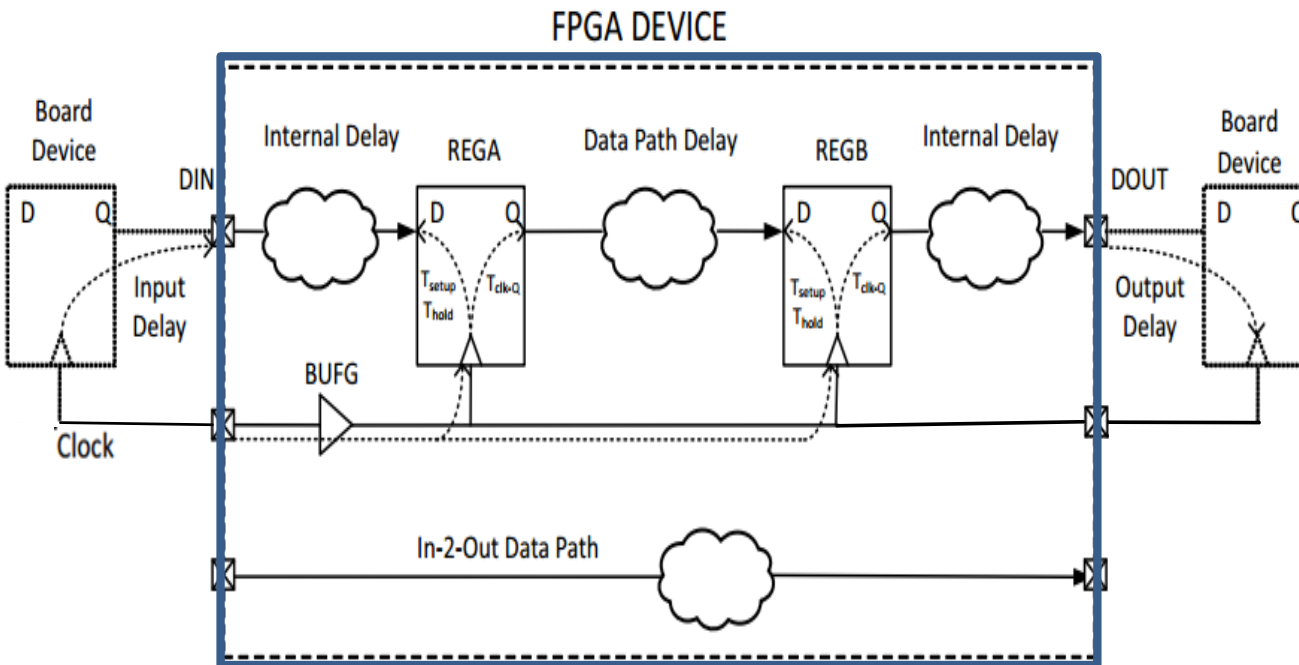 FPGA DEVICE
Board
Device
Internal Delay
REGA
Data Path Delay
REGB
Internal Delay
Board
Device
DIN
DOUT
D Q
D Q
D Q
D Q
Input
Delay
Tsetup
Thold
Tclk-Q
Tsetup
Thold
Tclk-Q
Output
Delay
BUFG
Clock
In-2-Out Data Path